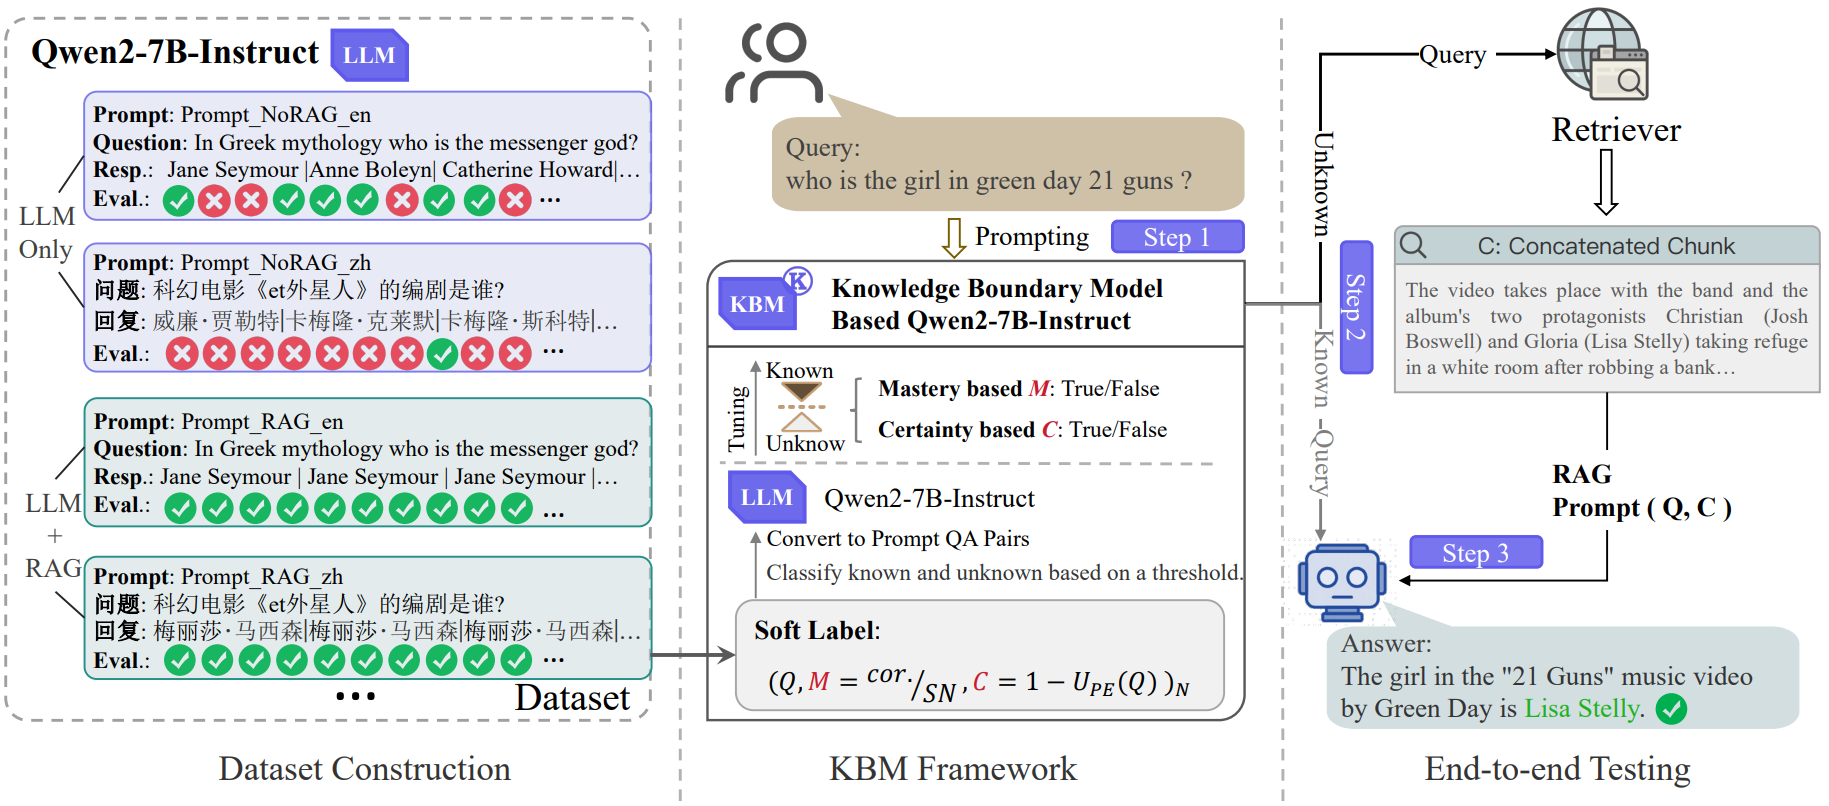 Qwen2-7B-Instruct LLM
Prompt: Prompt_NoRAG_en
Question: In Greek mythology who is the messenger god?
Resp.: Jane Seymour |Anne Boleyn| Catherine Howard|...
Eval.: ...
LLM
Only
Prompt: Prompt_NoRAG_zh
问题: 科幻电影《et外星人》的编剧是谁?
回复: 威廉·贾勒特|卡梅隆·克莱默|卡梅隆·斯科特|...
Eval.: ...
Prompt: Prompt_RAG_en
Question: In Greek mythology who is the messenger god?
Resp.: Jane Seymour | Jane Seymour | Jane Seymour |...
Eval.: ...
LLM
+
RAG
Prompt: Prompt_RAG_zh
问题: 科幻电影《et外星人》的编剧是谁?
回复: 梅丽莎·马西森|梅丽莎·马西森|梅丽莎·马西森|...
Eval.: ...
... Dataset
Dataset Construction
Query:
who is the girl in green day 21 guns ?
Prompting Step 1
KBM K
Knowledge Boundary Model
Based Qwen2-7B-Instruct
Tuning
Known
Unknow
Mastery based M: True/False
Certainty based C: True/False
LLM Qwen2-7B-Instruct
Convert to Prompt QA Pairs
Classify known and unknown based on a threshold.
Soft Label:
(Q, M = cor./SN, C = 1 − U_PE(Q) )_N
KBM Framework
Unknown
Query
Retriever
Step 2
Known Query
C: Concatenated Chunk
The video takes place with the band and the
album's two protagonists Christian (Josh
Boswell) and Gloria (Lisa Stelly) taking refuge
in a white room after robbing a bank...
RAG
Prompt ( Q, C )
Step 3
Answer:
The girl in the "21 Guns" music video
by Green Day is Lisa Stelly.
End-to-end Testing